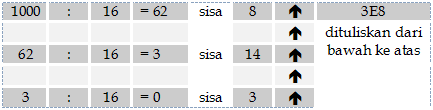 1000 : 16 = 62 sisa 8 🡹 3E8
dituliskan dari
62 : 16 = 3 sisa 14 🡹 bawah ke atas
3 : 16 = 0 sisa 3 🡹